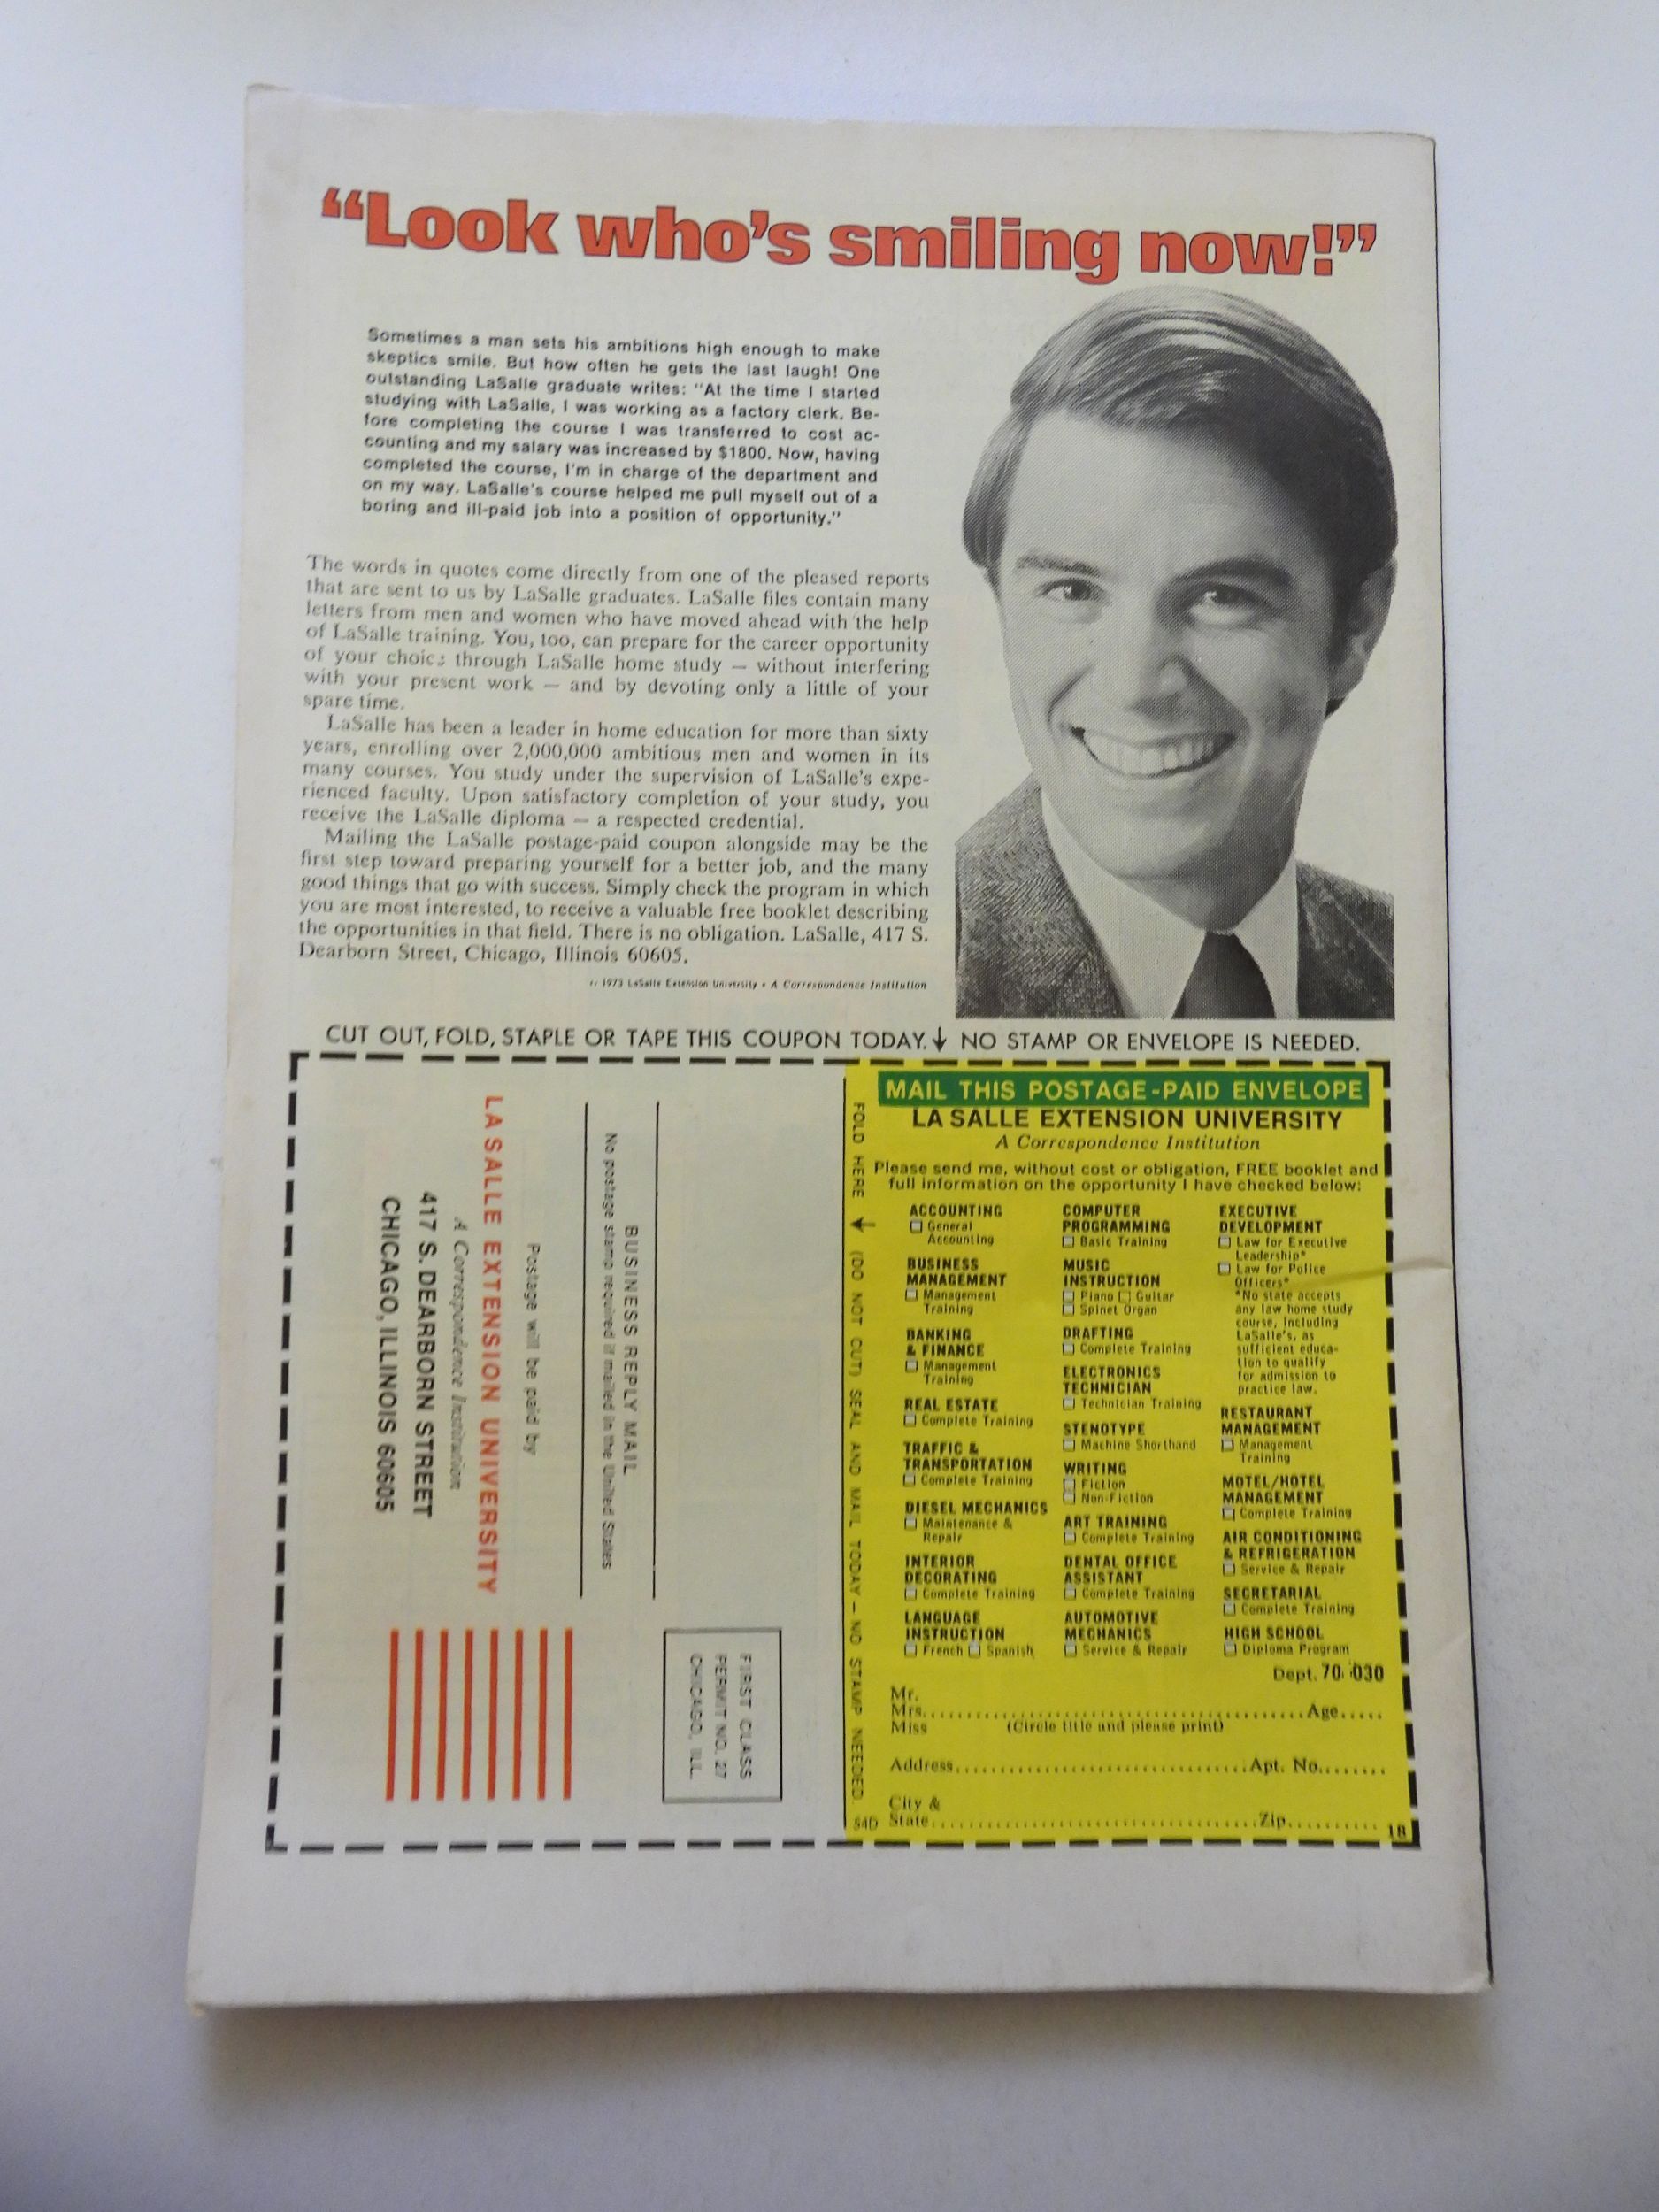 “Look who’s smiling now!”
Sometimes a man sets his ambitions high enough to make
skeptics smile. But how often he gets the last laugh! One
outstanding LaSalle graduate writes: "At the time I started
studying with LaSalle, I was working as a factory clerk. Be-
fore completing the course I was transferred to cost ac-
counting and my salary was increased by $1800. Now, having
completed the course, I'm in charge of the department and
on my way. LaSalle's course helped me pull myself out of a
boring and ill-paid job into a position of opportunity."
The words in quotes come directly from one of the pleased reports
that are sent to us by LaSalle graduates. LaSalle files contain many
letters from men and women who have moved ahead with the help
of LaSalle training. You, too, can prepare for the career opportunity
of your choice through LaSalle home study — without interfering
with your present work — and by devoting only a little of your
spare time.
LaSalle has been a leader in home education for more than sixty
years, enrolling over 2,000,000 ambitious men and women in its
many courses. You study under the supervision of LaSalle's expe-
rienced faculty. Upon satisfactory completion of your study, you
receive the LaSalle diploma — a respected credential.
Mailing the LaSalle postage-paid coupon alongside may be the
first step toward preparing yourself for a better job, and the many
good things that go with success. Simply check the program in which
you are most interested, to receive a valuable free booklet describing
the opportunities in that field. There is no obligation. LaSalle, 417 S.
Dearborn Street, Chicago, Illinois 60605.
1973 LaSalle Extension University • A Correspondence Institution
CUT OUT, FOLD, STAPLE OR TAPE THIS COUPON TODAY.↓ NO STAMP OR ENVELOPE IS NEEDED.
FIRST CLASS
PERMIT NO. 27
CHICAGO, ILL.
BUSINESS REPLY MAIL
No postage stamp required if mailed in the United States
Postage will be paid by
LA SALLE EXTENSION UNIVERSITY
A Correspondence Institution
417 S. DEARBORN STREET
CHICAGO, ILLINOIS 60605
FOLD HERE ← (DO NOT CUT) SEAL AND MAIL TODAY — NO STAMP NEEDED.
MAIL THIS POSTAGE-PAID ENVELOPE
LA SALLE EXTENSION UNIVERSITY
A Correspondence Institution
Please send me, without cost or obligation, FREE booklet and
full information on the opportunity I have checked below:
ACCOUNTING
☐ General
Accounting
BUSINESS
MANAGEMENT
☐ Management
Training
BANKING
& FINANCE
☐ Management
Training
REAL ESTATE
☐ Complete Training
TRAFFIC &
TRANSPORTATION
☐ Complete Training
DIESEL MECHANICS
☐ Maintenance &
Repair
INTERIOR
DECORATING
☐ Complete Training
LANGUAGE
INSTRUCTION
☐ French ☐ Spanish
COMPUTER
PROGRAMMING
☐ Basic Training
MUSIC
INSTRUCTION
☐ Piano ☐ Guitar
☐ Spinet Organ
DRAFTING
☐ Complete Training
ELECTRONICS
TECHNICIAN
☐ Technician Training
STENOTYPE
☐ Machine Shorthand
WRITING
☐ Fiction
☐ Non-Fiction
ART TRAINING
☐ Complete Training
DENTAL OFFICE
ASSISTANT
☐ Complete Training
AUTOMOTIVE
MECHANICS
☐ Service & Repair
EXECUTIVE
DEVELOPMENT
☐ Law for Executive
Leadership*
☐ Law for Police
Officers*
*No state accepts
any law home study
course, including
LaSalle's, as
sufficient educa-
tion to qualify
for admission to
practice law.
RESTAURANT
MANAGEMENT
☐ Management
Training
MOTEL/HOTEL
MANAGEMENT
☐ Complete Training
AIR CONDITIONING
& REFRIGERATION
☐ Service & Repair
SECRETARIAL
☐ Complete Training
HIGH SCHOOL
☐ Diploma Program
Dept. 70-030
Mr.
Mrs. Age
Miss (Circle title and please print)
Address Apt. No.
City &
State Zip
54D
18